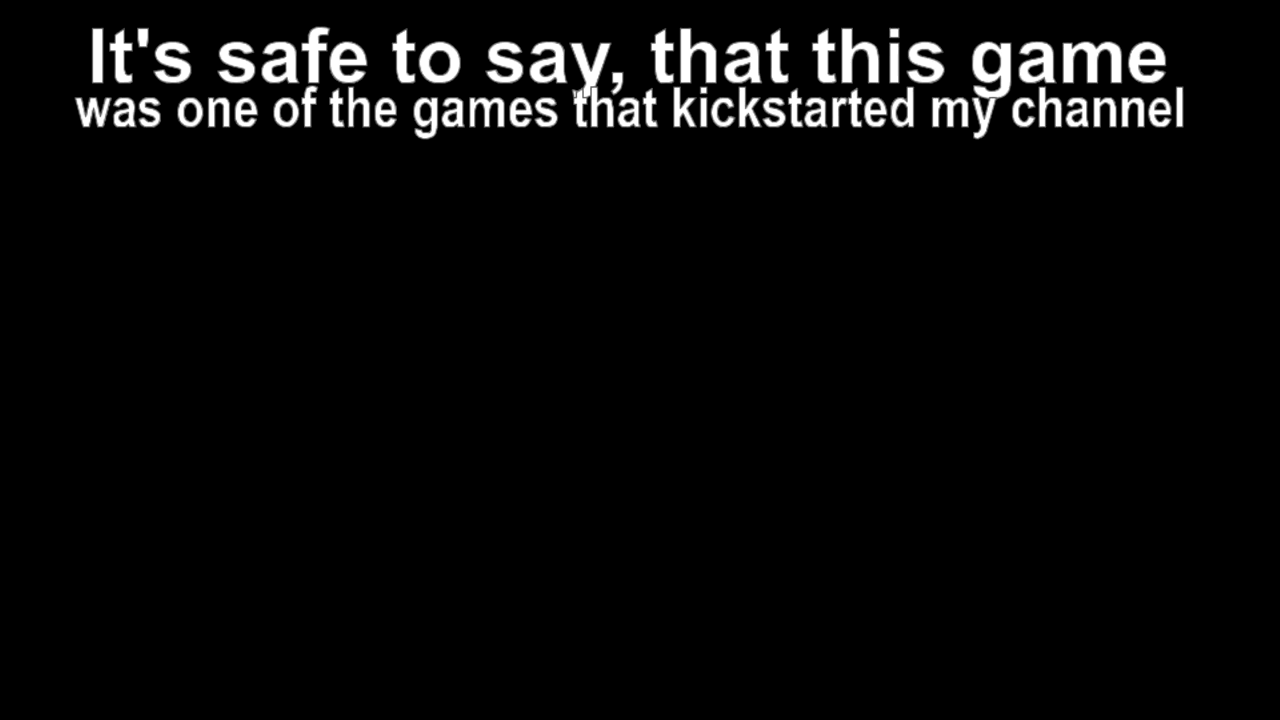 It's safe to say, that this game
was one of the games that kickstarted my channel